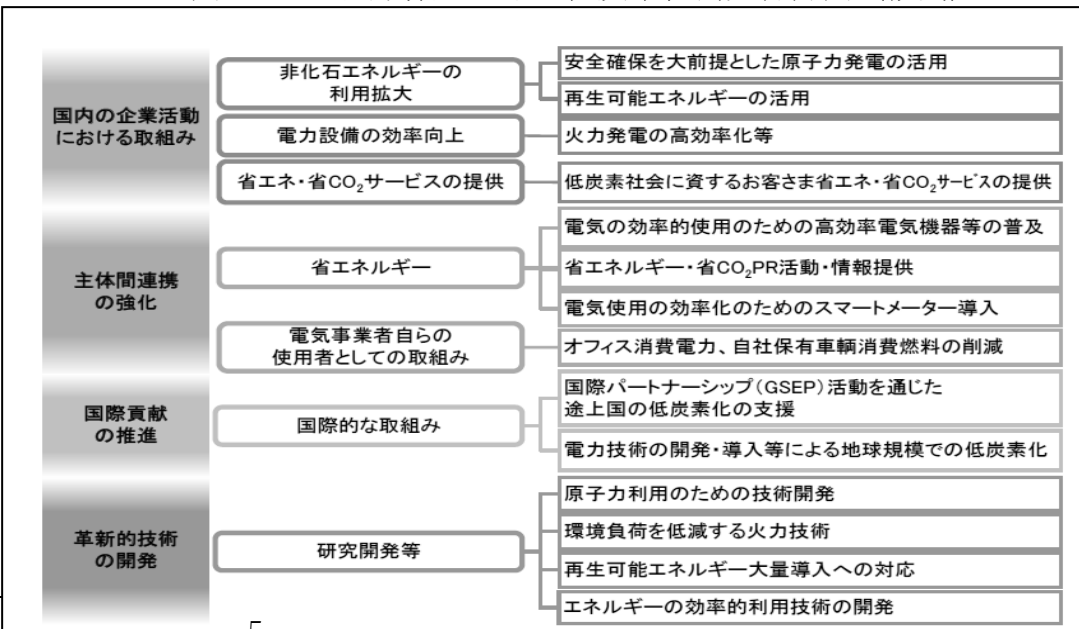 国内の企業活動
における取組み
非化石エネルギーの
利用拡大
安全確保を大前提とした原子力発電の活用
再生可能エネルギーの活用
電力設備の効率向上
火力発電の高効率化等
省エネ・省CO₂サービスの提供
低炭素社会に資するお客さま省エネ・省CO₂サービスの提供
主体間連携
の強化
省エネルギー
電気の効率的使用のための高効率電気機器等の普及
省エネルギー・省CO₂PR活動・情報提供
電気使用の効率化のためのスマートメーター導入
電気事業者自らの
使用者としての取組み
オフィス消費電力、自社保有車輌消費燃料の削減
国際貢献
の推進
国際的な取組み
国際パートナーシップ(GSEP)活動を通じた
途上国の低炭素化の支援
電力技術の開発・導入等による地球規模での低炭素化
革新的技術
の開発
研究開発等
原子力利用のための技術開発
環境負荷を低減する火力技術
再生可能エネルギー大量導入への対応
エネルギーの効率的利用技術の開発